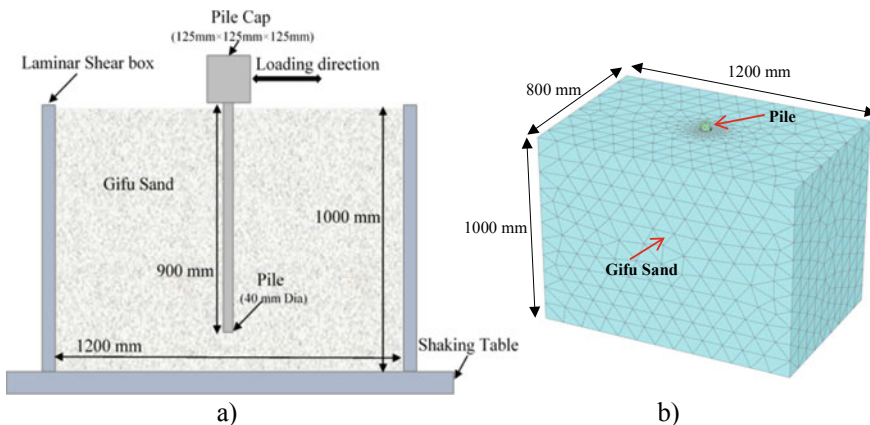 Pile Cap
(125mm×125mm×125mm)
Laminar Shear box
Loading direction
Gifu Sand
1000 mm
900 mm
Pile
(40 mm Dia)
1200 mm
Shaking Table
a)
1200 mm
800 mm
Pile
1000 mm
Gifu Sand
b)